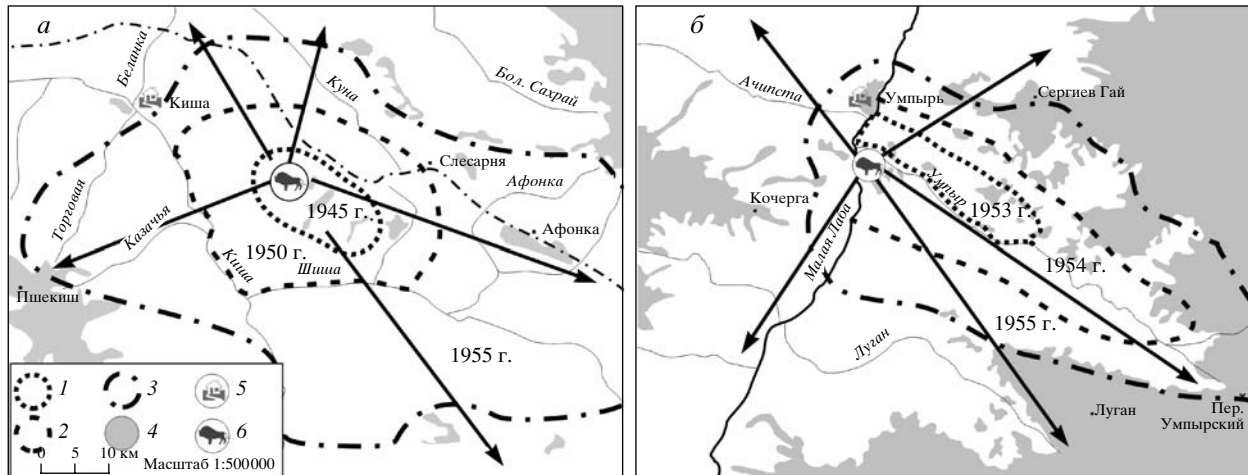 а
Беланка
Киша
Куна
Бол. Сахрай
Слесарня
Афонка
Афонка
Торговая
Казачья
1945 г.
1950 г.
Киша
Шиша
Пшекиш
1955 г.
1
3
5
2
4
6
0 5 10 км
Масштаб 1:500000
б
Ачипста
Умпырь
Сергиев Гай
Умпыр
Кочерга
1953 г.
Малая Лаба
1954 г.
1955 г.
Луган
Луган
Пер.
Умпырский